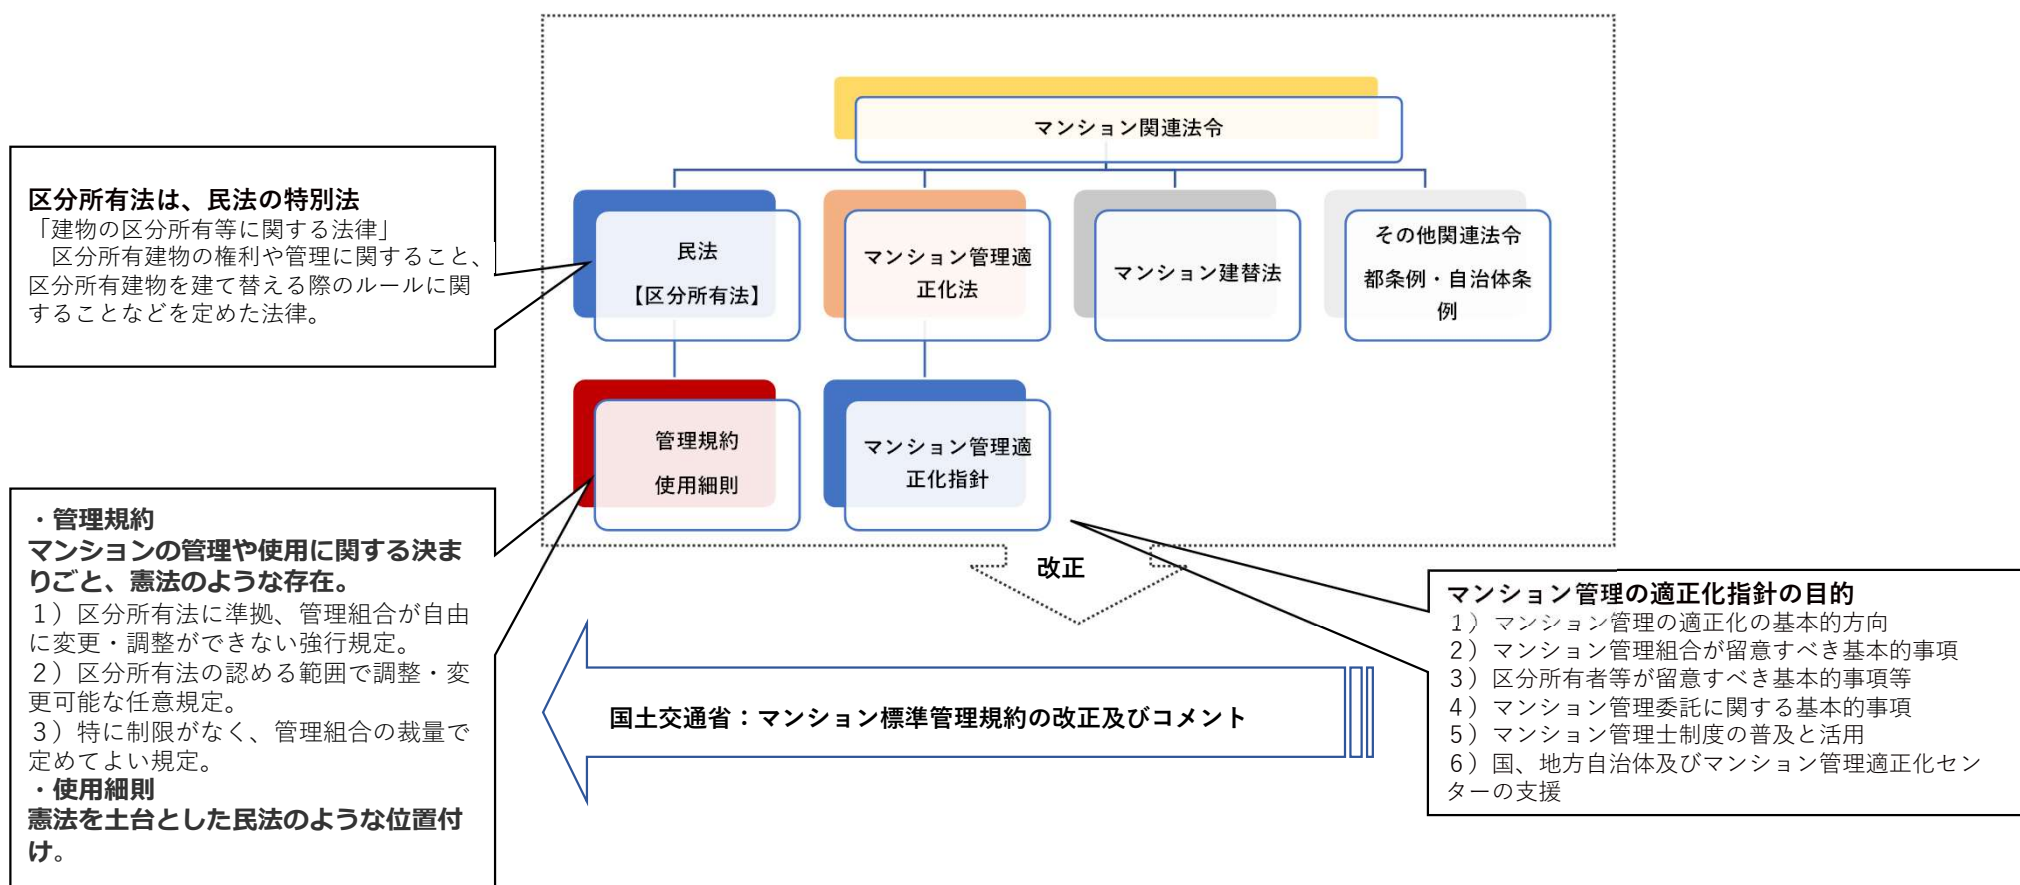 マンション関連法令
区分所有法は、民法の特別法
「建物の区分所有等に関する法律」
　区分所有建物の権利や管理に関すること、
区分所有建物を建て替える際のルールに関
することなどを定めた法律。
民法
【区分所有法】
マンション管理適
正化法
マンション建替法
その他関連法令
都条例・自治体条
例
管理規約
使用細則
マンション管理適
正化指針
・管理規約
マンションの管理や使用に関する決ま
りごと、憲法のような存在。
１）区分所有法に準拠、管理組合が自由
に変更・調整ができない強行規定。
２）区分所有法の認める範囲で調整・変
更可能な任意規定。
３）特に制限がなく、管理組合の裁量で
定めてよい規定。
・使用細則
憲法を土台とした民法のような位置付
け。
改正
国土交通省：マンション標準管理規約の改正及びコメント
マンション管理の適正化指針の目的
１）マンション管理の適正化の基本的方向
２）マンション管理組合が留意すべき基本的事項
３）区分所有者等が留意すべき基本的事項等
４）マンション管理委託に関する基本的事項
５）マンション管理士制度の普及と活用
６）国、地方自治体及びマンション管理適正化セン
ターの支援